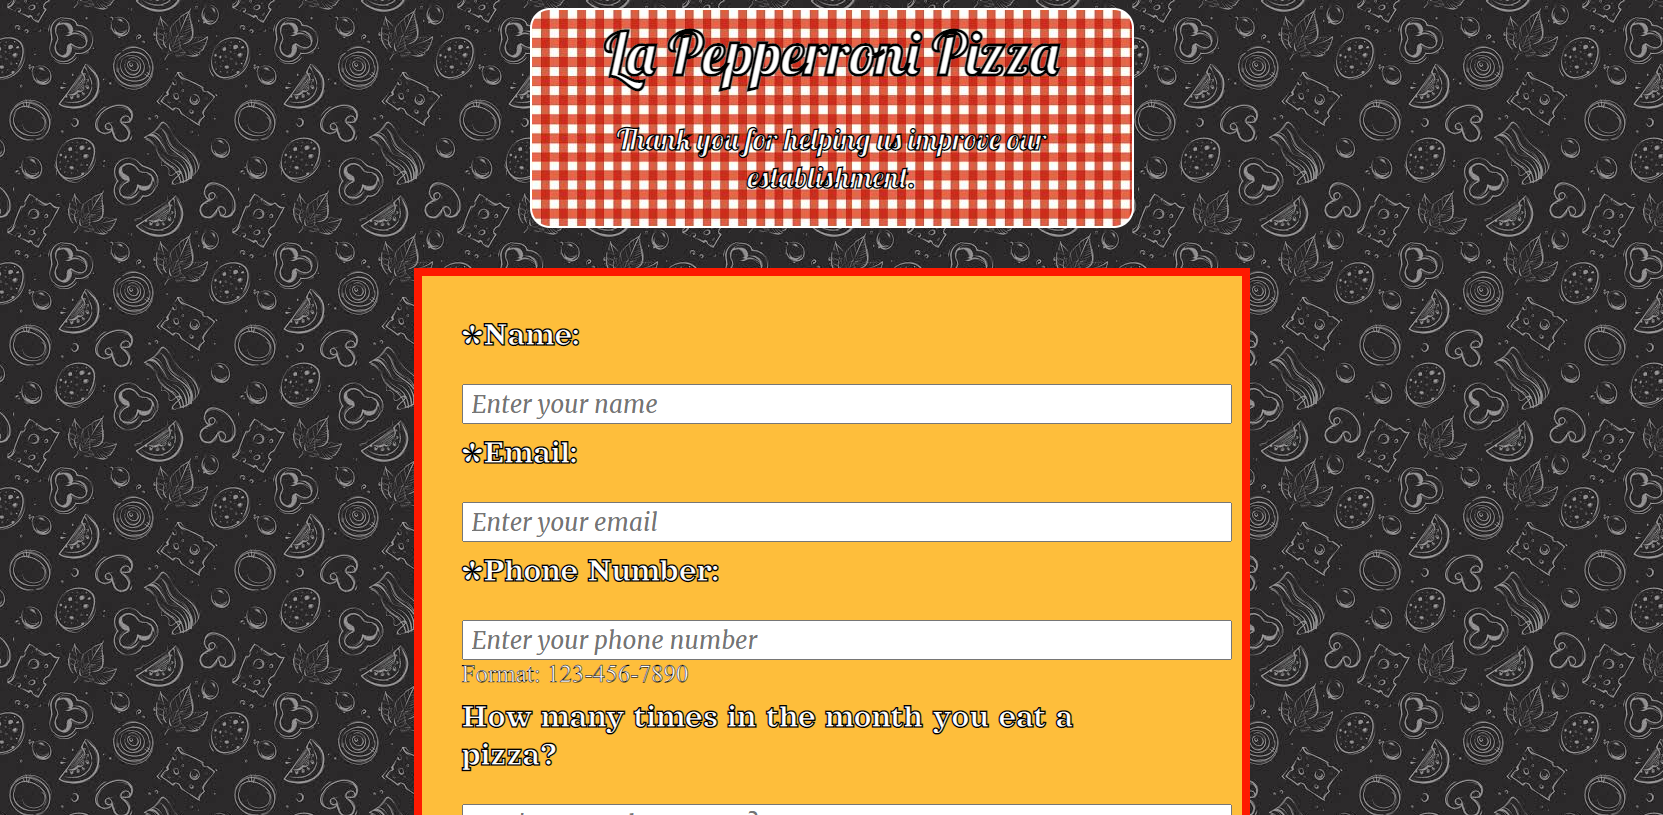 La Pepperroni Pizza
Thank you for helping us improve our
establishment.
*Name:
Enter your name
*Email:
Enter your email
*Phone Number:
Enter your phone number
Format: 123-456-7890
How many times in the month you eat a
pizza?